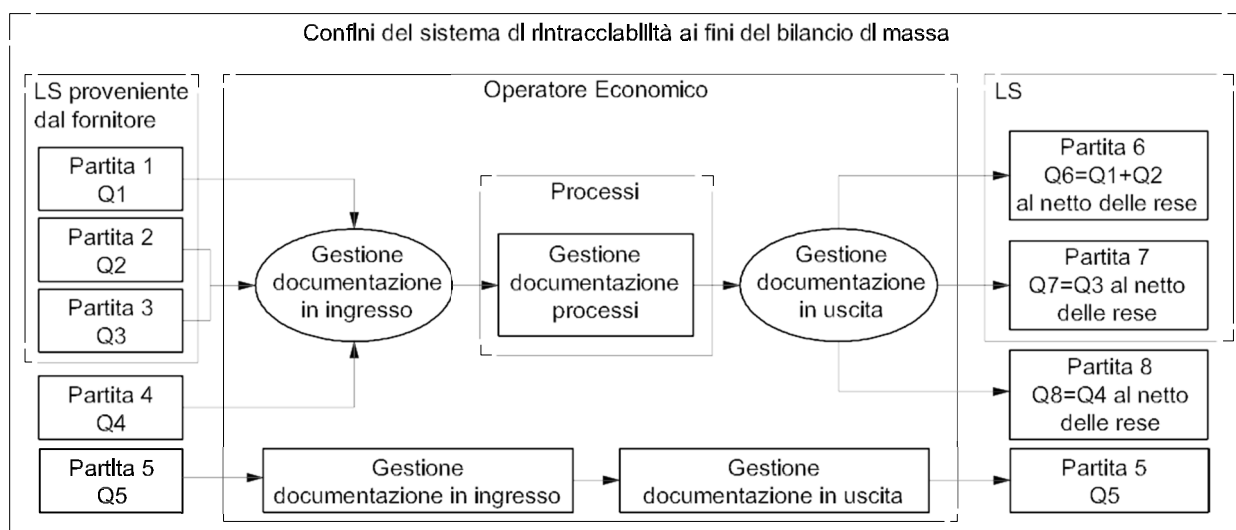 Confini del sistema di rintracciabilità ai fini del bilancio di massa
LS proveniente
dal fornitore
Partita 1
Q1
Partita 2
Q2
Partita 3
Q3
Partita 4
Q4
Partita 5
Q5
Operatore Economico
Gestione
documentazione
in ingresso
Processi
Gestione
documentazione
processi
Gestione
documentazione
in uscita
Gestione
documentazione in ingresso
Gestione
documentazione in uscita
LS
Partita 6
Q6=Q1+Q2
al netto delle rese
Partita 7
Q7=Q3 al netto
delle rese
Partita 8
Q8=Q4 al netto
delle rese
Partita 5
Q5